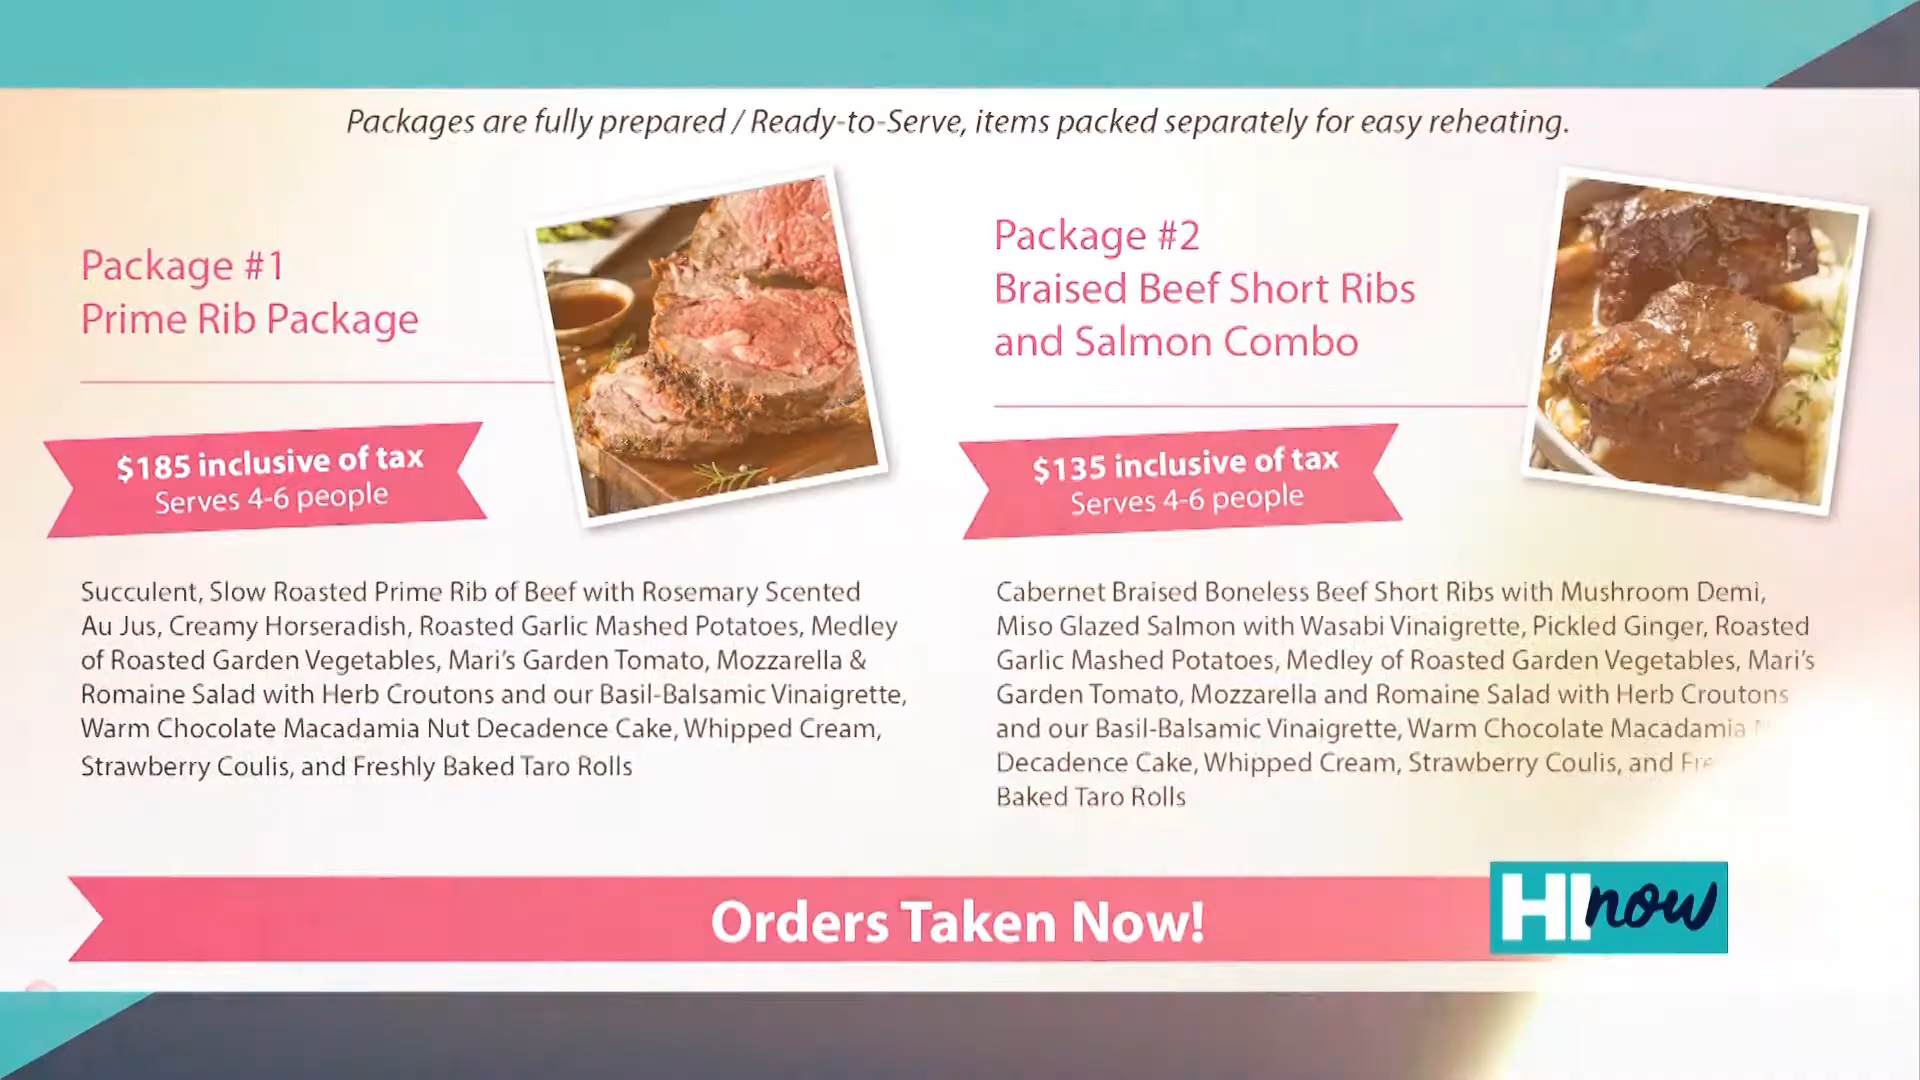 Packages are fully prepared / Ready-to-Serve, items packed separately for easy reheating.
Package #1
Prime Rib Package
$185 inclusive of tax
Serves 4-6 people
Succulent, Slow Roasted Prime Rib of Beef with Rosemary Scented
Au Jus, Creamy Horseradish, Roasted Garlic Mashed Potatoes, Medley
of Roasted Garden Vegetables, Mari's Garden Tomato, Mozzarella &
Romaine Salad with Herb Croutons and our Basil-Balsamic Vinaigrette,
Warm Chocolate Macadamia Nut Decadence Cake, Whipped Cream,
Strawberry Coulis, and Freshly Baked Taro Rolls
Package #2
Braised Beef Short Ribs
and Salmon Combo
$135 inclusive of tax
Serves 4-6 people
Cabernet Braised Boneless Beef Short Ribs with Mushroom Demi,
Miso Glazed Salmon with Wasabi Vinaigrette, Pickled Ginger, Roasted
Garlic Mashed Potatoes, Medley of Roasted Garden Vegetables, Mari's
Garden Tomato, Mozzarella and Romaine Salad with Herb Croutons
and our Basil-Balsamic Vinaigrette, Warm Chocolate Macadamia
Decadence Cake, Whipped Cream, Strawberry Coulis, and
Baked Taro Rolls
Orders Taken Now!
HI now